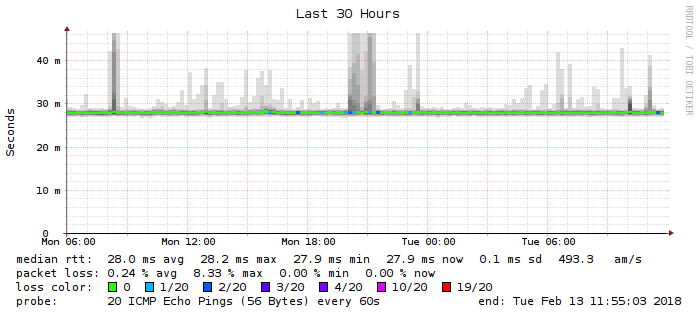 Last 30 Hours
RRDTOOL / TOBI OETIKER
Seconds
40 m
30 m
20 m
10 m
0
Mon 06:00 Mon 12:00 Mon 18:00 Tue 00:00 Tue 06:00
median rtt: 28.0 ms avg 28.2 ms max 27.9 ms min 27.9 ms now 0.1 ms sd 493.3 am/s
packet loss: 0.24 % avg 8.33 % max 0.00 % min 0.00 % now
loss color: 0 1/20 2/20 3/20 4/20 10/20 19/20
probe: 20 ICMP Echo Pings (56 Bytes) every 60s end: Tue Feb 13 11:55:03 2018